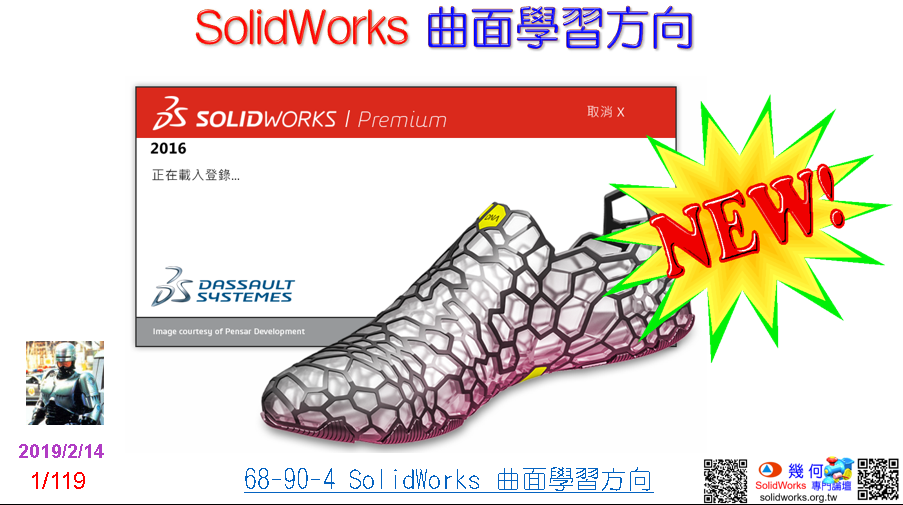 SolidWorks 曲面學習方向
SOLIDWORKS | Premium
取消 X
2016
正在載入登錄...
DNA
NEW!
DASSAULT
SYSTEMES
Image courtesy of Pensar Development
2019/2/14
1/119
68-90-4 SolidWorks 曲面學習方向
幾何
SolidWorks 專門論壇
solidworks.org.tw